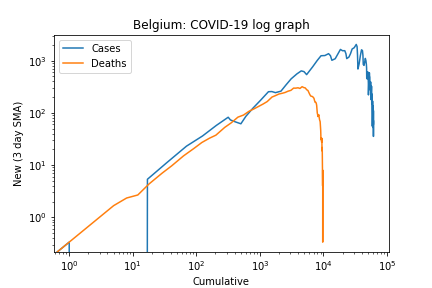 Belgium: COVID-19 log graph
Cases
Deaths
New (3 day SMA)
10³
10²
10¹
10⁰
10⁰ 10¹ 10² 10³ 10⁴ 10⁵
Cumulative